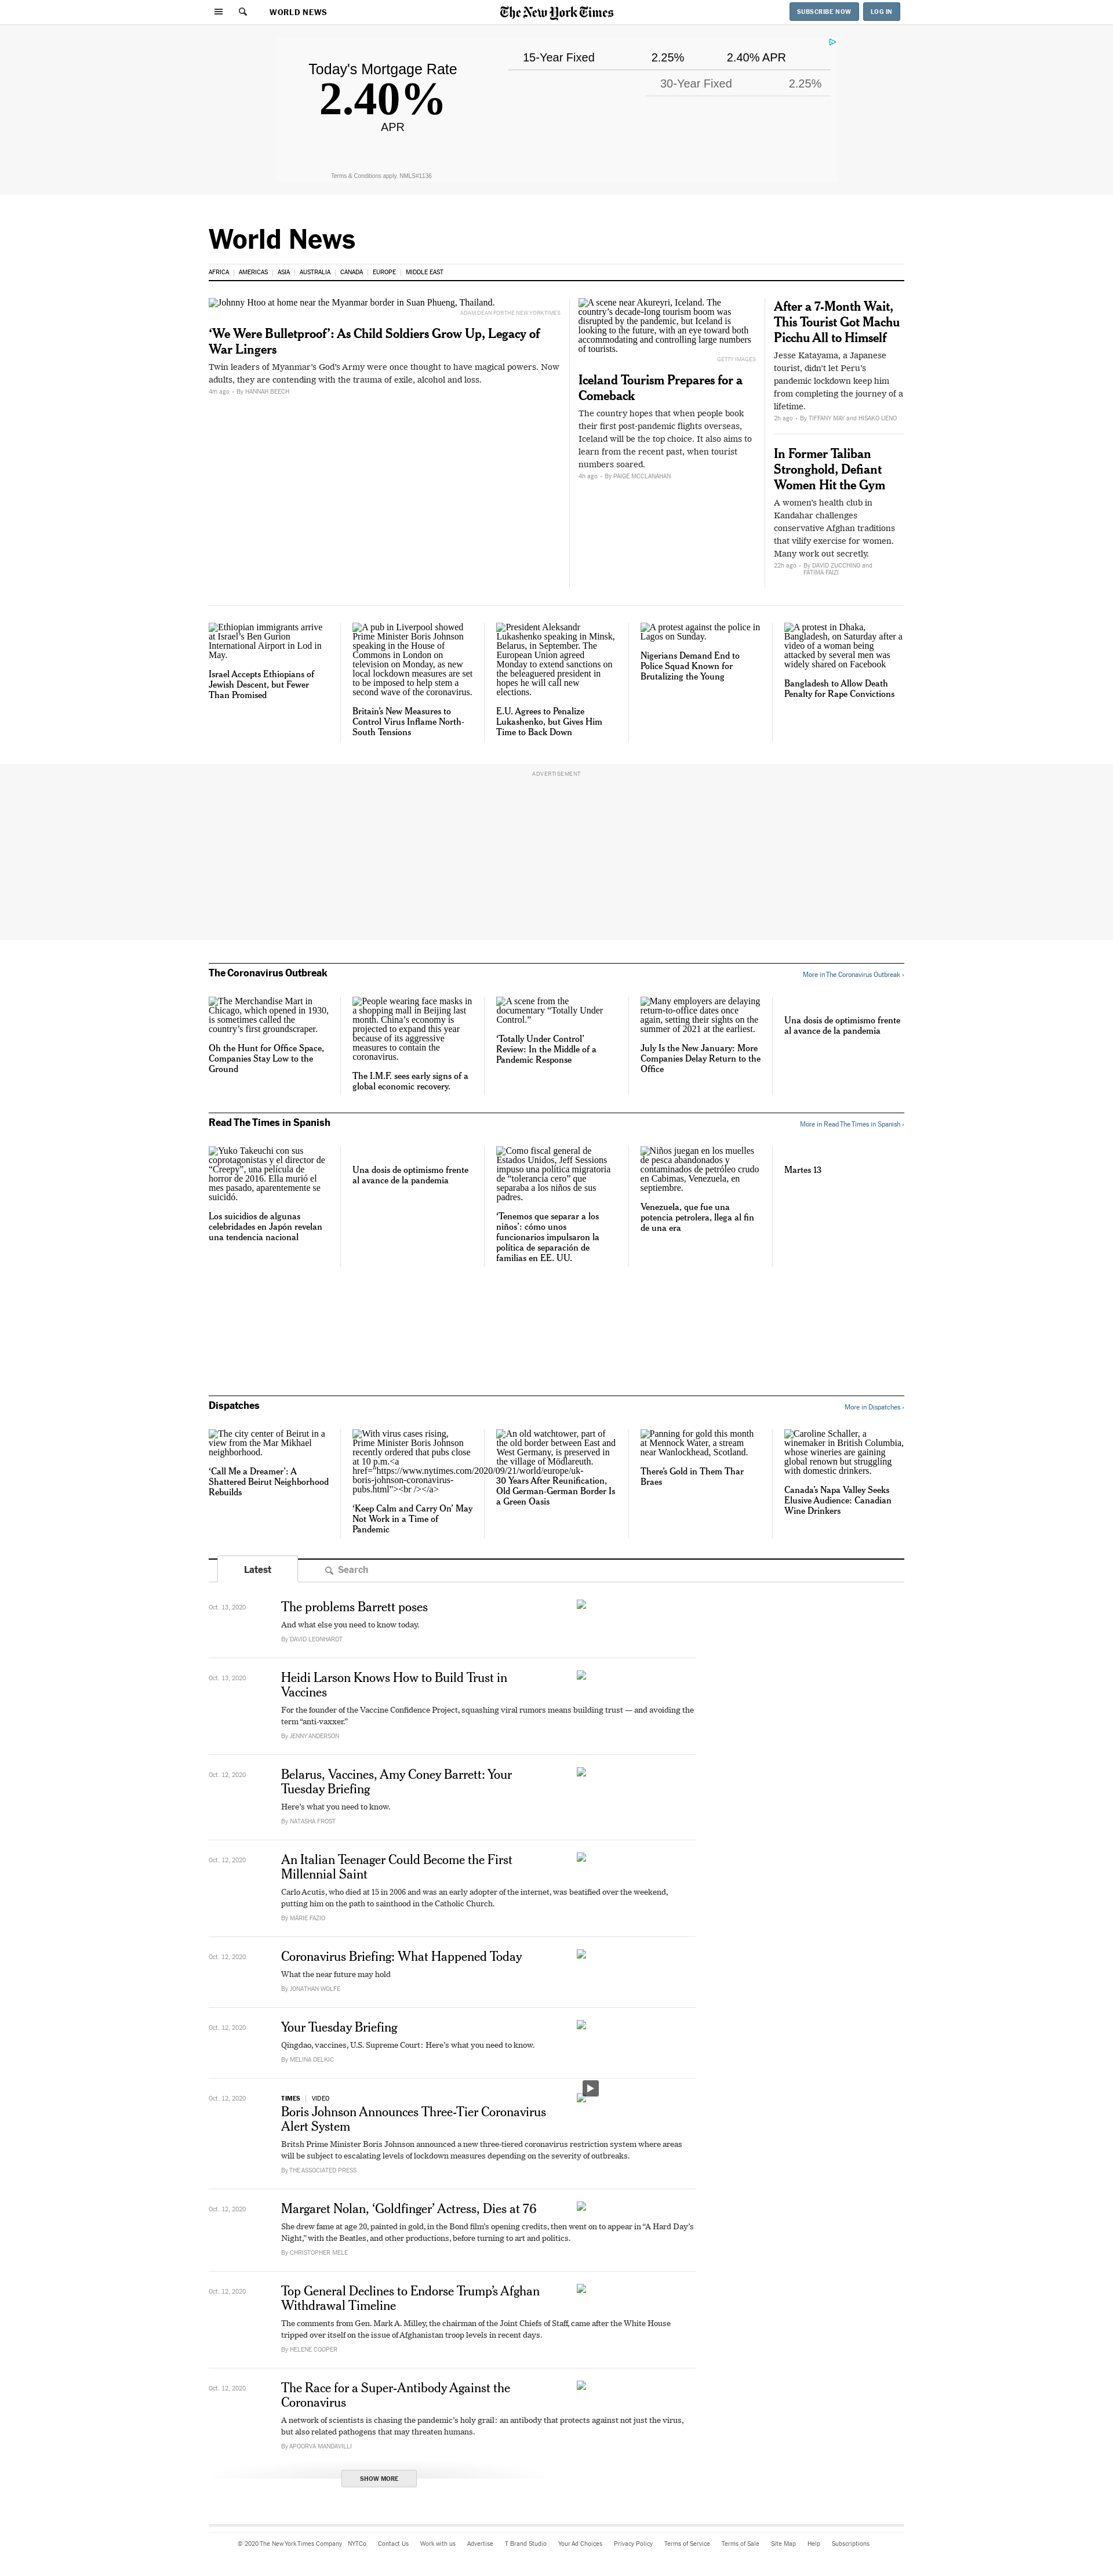 WORLD NEWS
The New York Times
SUBSCRIBE NOW
LOG IN
Today's Mortgage Rate
2.40%
APR
15-Year Fixed 2.25% 2.40% APR
30-Year Fixed 2.25%
Terms & Conditions apply. NMLS#1136
World News
AFRICA | AMERICAS | ASIA | AUSTRALIA | CANADA | EUROPE | MIDDLE EAST
Johnny Htoo at home near the Myanmar border in Suan Phueng, Thailand.
ADAM DEAN FOR THE NEW YORK TIMES
‘We Were Bulletproof’: As Child Soldiers Grow Up, Legacy of
War Lingers
Twin leaders of Myanmar’s God’s Army were once thought to have magical powers. Now
adults, they are contending with the trauma of exile, alcohol and loss.
4m ago - By HANNAH BEECH
A scene near Akureyri, Iceland. The
country’s decade-long tourism boom was
disrupted by the pandemic, but Iceland is
looking to the future, with an eye toward both
accommodating and controlling large numbers
of tourists.
GETTY IMAGES
Iceland Tourism Prepares for a
Comeback
The country hopes that when people book
their first post-pandemic flights overseas,
Iceland will be the top choice. It also aims to
learn from the recent past, when tourist
numbers soared.
4h ago - By PAIGE MCCLANAHAN
After a 7-Month Wait,
This Tourist Got Machu
Picchu All to Himself
Jesse Katayama, a Japanese
tourist, didn’t let Peru’s
pandemic lockdown keep him
from completing the journey of a
lifetime.
2h ago - By TIFFANY MAY and HISAKO UENO
In Former Taliban
Stronghold, Defiant
Women Hit the Gym
A women’s health club in
Kandahar challenges
conservative Afghan traditions
that vilify exercise for women.
Many work out secretly.
22h ago - By DAVID ZUCCHINO and
FATIMA FAIZI
Ethiopian immigrants arrive
at Israel’s Ben Gurion
International Airport in Lod in
May.
Israel Accepts Ethiopians of
Jewish Descent, but Fewer
Than Promised
A pub in Liverpool showed
Prime Minister Boris Johnson
speaking in the House of
Commons in London on
television on Monday, as new
local lockdown measures are set
to be imposed to help stem a
second wave of the coronavirus.
Britain’s New Measures to
Control Virus Inflame North-
South Tensions
President Aleksandr
Lukashenko speaking in Minsk,
Belarus, in September. The
European Union agreed
Monday to extend sanctions on
the beleaguered president in
hopes he will call new
elections.
E.U. Agrees to Penalize
Lukashenko, but Gives Him
Time to Back Down
A protest against the police in
Lagos on Sunday.
Nigerians Demand End to
Police Squad Known for
Brutalizing the Young
A protest in Dhaka,
Bangladesh, on Saturday after a
video of a woman being
attacked by several men was
widely shared on Facebook
Bangladesh to Allow Death
Penalty for Rape Convictions
ADVERTISEMENT
The Coronavirus Outbreak
More in The Coronavirus Outbreak ›
The Merchandise Mart in
Chicago, which opened in 1930,
is sometimes called the
country’s first groundscraper.
Oh the Hunt for Office Space,
Companies Stay Low to the
Ground
People wearing face masks in
a shopping mall in Beijing last
month. China’s economy is
projected to expand this year
because of its aggressive
measures to contain the
coronavirus.
The I.M.F. sees early signs of a
global economic recovery.
A scene from the
documentary “Totally Under
Control.”
‘Totally Under Control’
Review: In the Middle of a
Pandemic Response
Many employers are delaying
return-to-office dates once
again, setting their sights on the
summer of 2021 at the earliest.
July Is the New January: More
Companies Delay Return to the
Office
Una dosis de optimismo frente
al avance de la pandemia
Read The Times in Spanish
More in Read The Times in Spanish ›
Yuko Takeuchi con sus
coprotagonistas y el director de
“Creepy”, una película de
horror de 2016. Ella murió el
mes pasado, aparentemente se
suicidó.
Los suicidios de algunas
celebridades en Japón revelan
una tendencia nacional
Una dosis de optimismo frente
al avance de la pandemia
Como fiscal general de
Estados Unidos, Jeff Sessions
impuso una política migratoria
de “tolerancia cero” que
separaba a los niños de sus
padres.
‘Tenemos que separar a los
niños’: cómo unos
funcionarios impulsaron la
política de separación de
familias en EE. UU.
Niños juegan en los muelles
de pesca abandonados y
contaminados de petróleo crudo
en Cabimas, Venezuela, en
septiembre.
Venezuela, que fue una
potencia petrolera, llega al fin
de una era
Martes 13
Dispatches
More in Dispatches ›
The city center of Beirut in a
view from the Mar Mikhael
neighborhood.
‘Call Me a Dreamer’: A
Shattered Beirut Neighborhood
Rebuilds
With virus cases rising,
Prime Minister Boris Johnson
recently ordered that pubs close
at 10 p.m.<a
href="https://www.nytimes.com/2020/09/21/world/europe/uk-
boris-johnson-coronavirus-
pubs.html"><br /></a>
‘Keep Calm and Carry On’ May
Not Work in a Time of
Pandemic
An old watchtower, part of
the old border between East and
West Germany, is preserved in
the village of Mödlareuth.
30 Years After Reunification,
Old German-German Border Is
a Green Oasis
Panning for gold this month
at Mennock Water, a stream
near Wanlockhead, Scotland.
There’s Gold in Them Thar
Braes
Caroline Schaller, a
winemaker in British Columbia,
whose wineries are gaining
global renown but struggling
with domestic drinkers.
Canada’s Napa Valley Seeks
Elusive Audience: Canadian
Wine Drinkers
Latest
Search
Oct. 13, 2020
The problems Barrett poses
And what else you need to know today.
By DAVID LEONHARDT
Oct. 13, 2020
Heidi Larson Knows How to Build Trust in
Vaccines
For the founder of the Vaccine Confidence Project, squashing viral rumors means building trust — and avoiding the
term “anti-vaxxer.”
By JENNY ANDERSON
Oct. 12, 2020
Belarus, Vaccines, Amy Coney Barrett: Your
Tuesday Briefing
Here’s what you need to know.
By NATASHA FROST
Oct. 12, 2020
An Italian Teenager Could Become the First
Millennial Saint
Carlo Acutis, who died at 15 in 2006 and was an early adopter of the internet, was beatified over the weekend,
putting him on the path to sainthood in the Catholic Church.
By MARIE FAZIO
Oct. 12, 2020
Coronavirus Briefing: What Happened Today
What the near future may hold
By JONATHAN WOLFE
Oct. 12, 2020
Your Tuesday Briefing
Qingdao, vaccines, U.S. Supreme Court: Here’s what you need to know.
By MELINA DELKIC
Oct. 12, 2020
TIMES | VIDEO
Boris Johnson Announces Three-Tier Coronavirus
Alert System
Britsh Prime Minister Boris Johnson announced a new three-tiered coronavirus restriction system where areas
will be subject to escalating levels of lockdown measures depending on the severity of outbreaks.
By THE ASSOCIATED PRESS
Oct. 12, 2020
Margaret Nolan, ‘Goldfinger’ Actress, Dies at 76
She drew fame at age 20, painted in gold, in the Bond film’s opening credits, then went on to appear in “A Hard Day’s
Night,” with the Beatles, and other productions, before turning to art and politics.
By CHRISTOPHER MELE
Oct. 12, 2020
Top General Declines to Endorse Trump’s Afghan
Withdrawal Timeline
The comments from Gen. Mark A. Milley, the chairman of the Joint Chiefs of Staff, came after the White House
tripped over itself on the issue of Afghanistan troop levels in recent days.
By HELENE COOPER
Oct. 12, 2020
The Race for a Super-Antibody Against the
Coronavirus
A network of scientists is chasing the pandemic’s holy grail: an antibody that protects against not just the virus,
but also related pathogens that may threaten humans.
By APOORVA MANDAVILLI
SHOW MORE
© 2020 The New York Times Company NYTCo Contact Us Work with us Advertise T Brand Studio Your Ad Choices Privacy Policy Terms of Service Terms of Sale Site Map Help Subscriptions